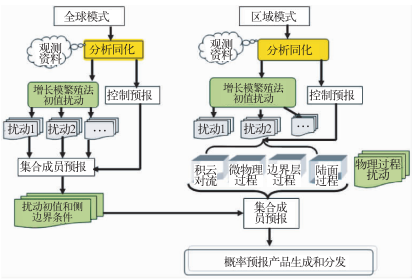 全球模式
观测
资料
分析同化
增长模繁殖法
初值扰动
控制预报
扰动1
扰动2
...
集合成员预报
扰动初值和侧
边界条件
区域模式
观测
资料
分析同化
增长模繁殖法
初值扰动
控制预报
扰动1
扰动2
...
积云
对流
微物理
过程
边界层
过程
陆面
过程
物理过程
扰动
集合成
员预报
概率预报产品生成和分发